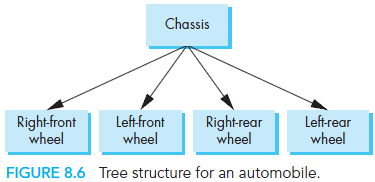 Chassis
Right-front
wheel
Left-front
wheel
Right-rear
wheel
Left-rear
wheel
FIGURE 8.6 Tree structure for an automobile.